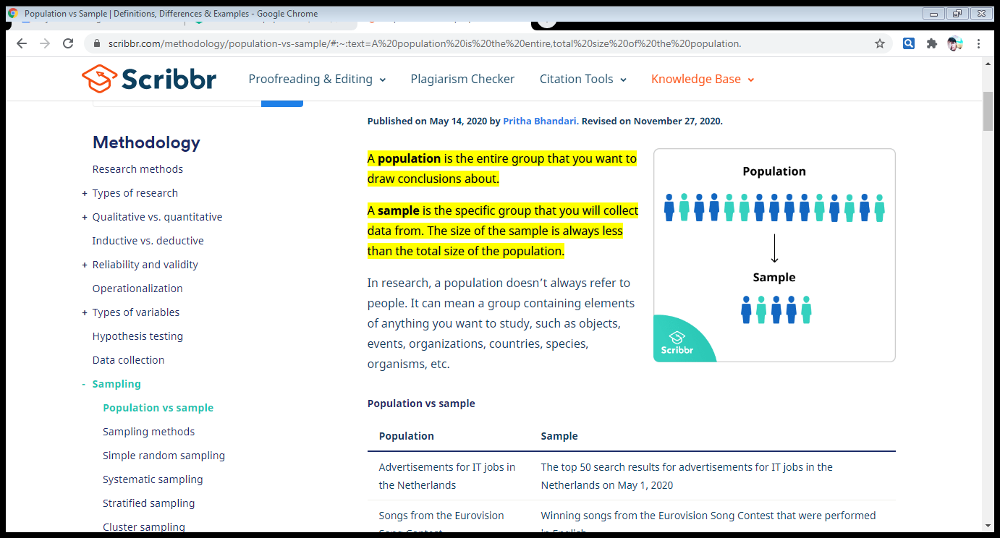 Population vs Sample | Definitions, Differences & Examples - Google Chrome
scribbr.com/methodology/population-vs-sample/#:~:text=A%20population%20is%20the%20entire,total%20size%20of%20the%20population.
Scribbr
Proofreading & Editing
Plagiarism Checker
Citation Tools
Knowledge Base
Methodology
Research methods
+ Types of research
+ Qualitative vs. quantitative
Inductive vs. deductive
+ Reliability and validity
Operationalization
+ Types of variables
Hypothesis testing
Data collection
- Sampling
Population vs sample
Sampling methods
Simple random sampling
Systematic sampling
Stratified sampling
Cluster sampling
Published on May 14, 2020 by Pritha Bhandari. Revised on November 27, 2020.
A population is the entire group that you want to
draw conclusions about.
A sample is the specific group that you will collect
data from. The size of the sample is always less
than the total size of the population.
In research, a population doesn’t always refer to
people. It can mean a group containing elements
of anything you want to study, such as objects,
events, organizations, countries, species,
organisms, etc.
Population
Sample
Scribbr
Population vs sample
Population
Sample
Advertisements for IT jobs in
the Netherlands
The top 50 search results for advertisements for IT jobs in the
Netherlands on May 1, 2020
Songs from the Eurovision
Song Contest
Winning songs from the Eurovision Song Contest that were performed
in English